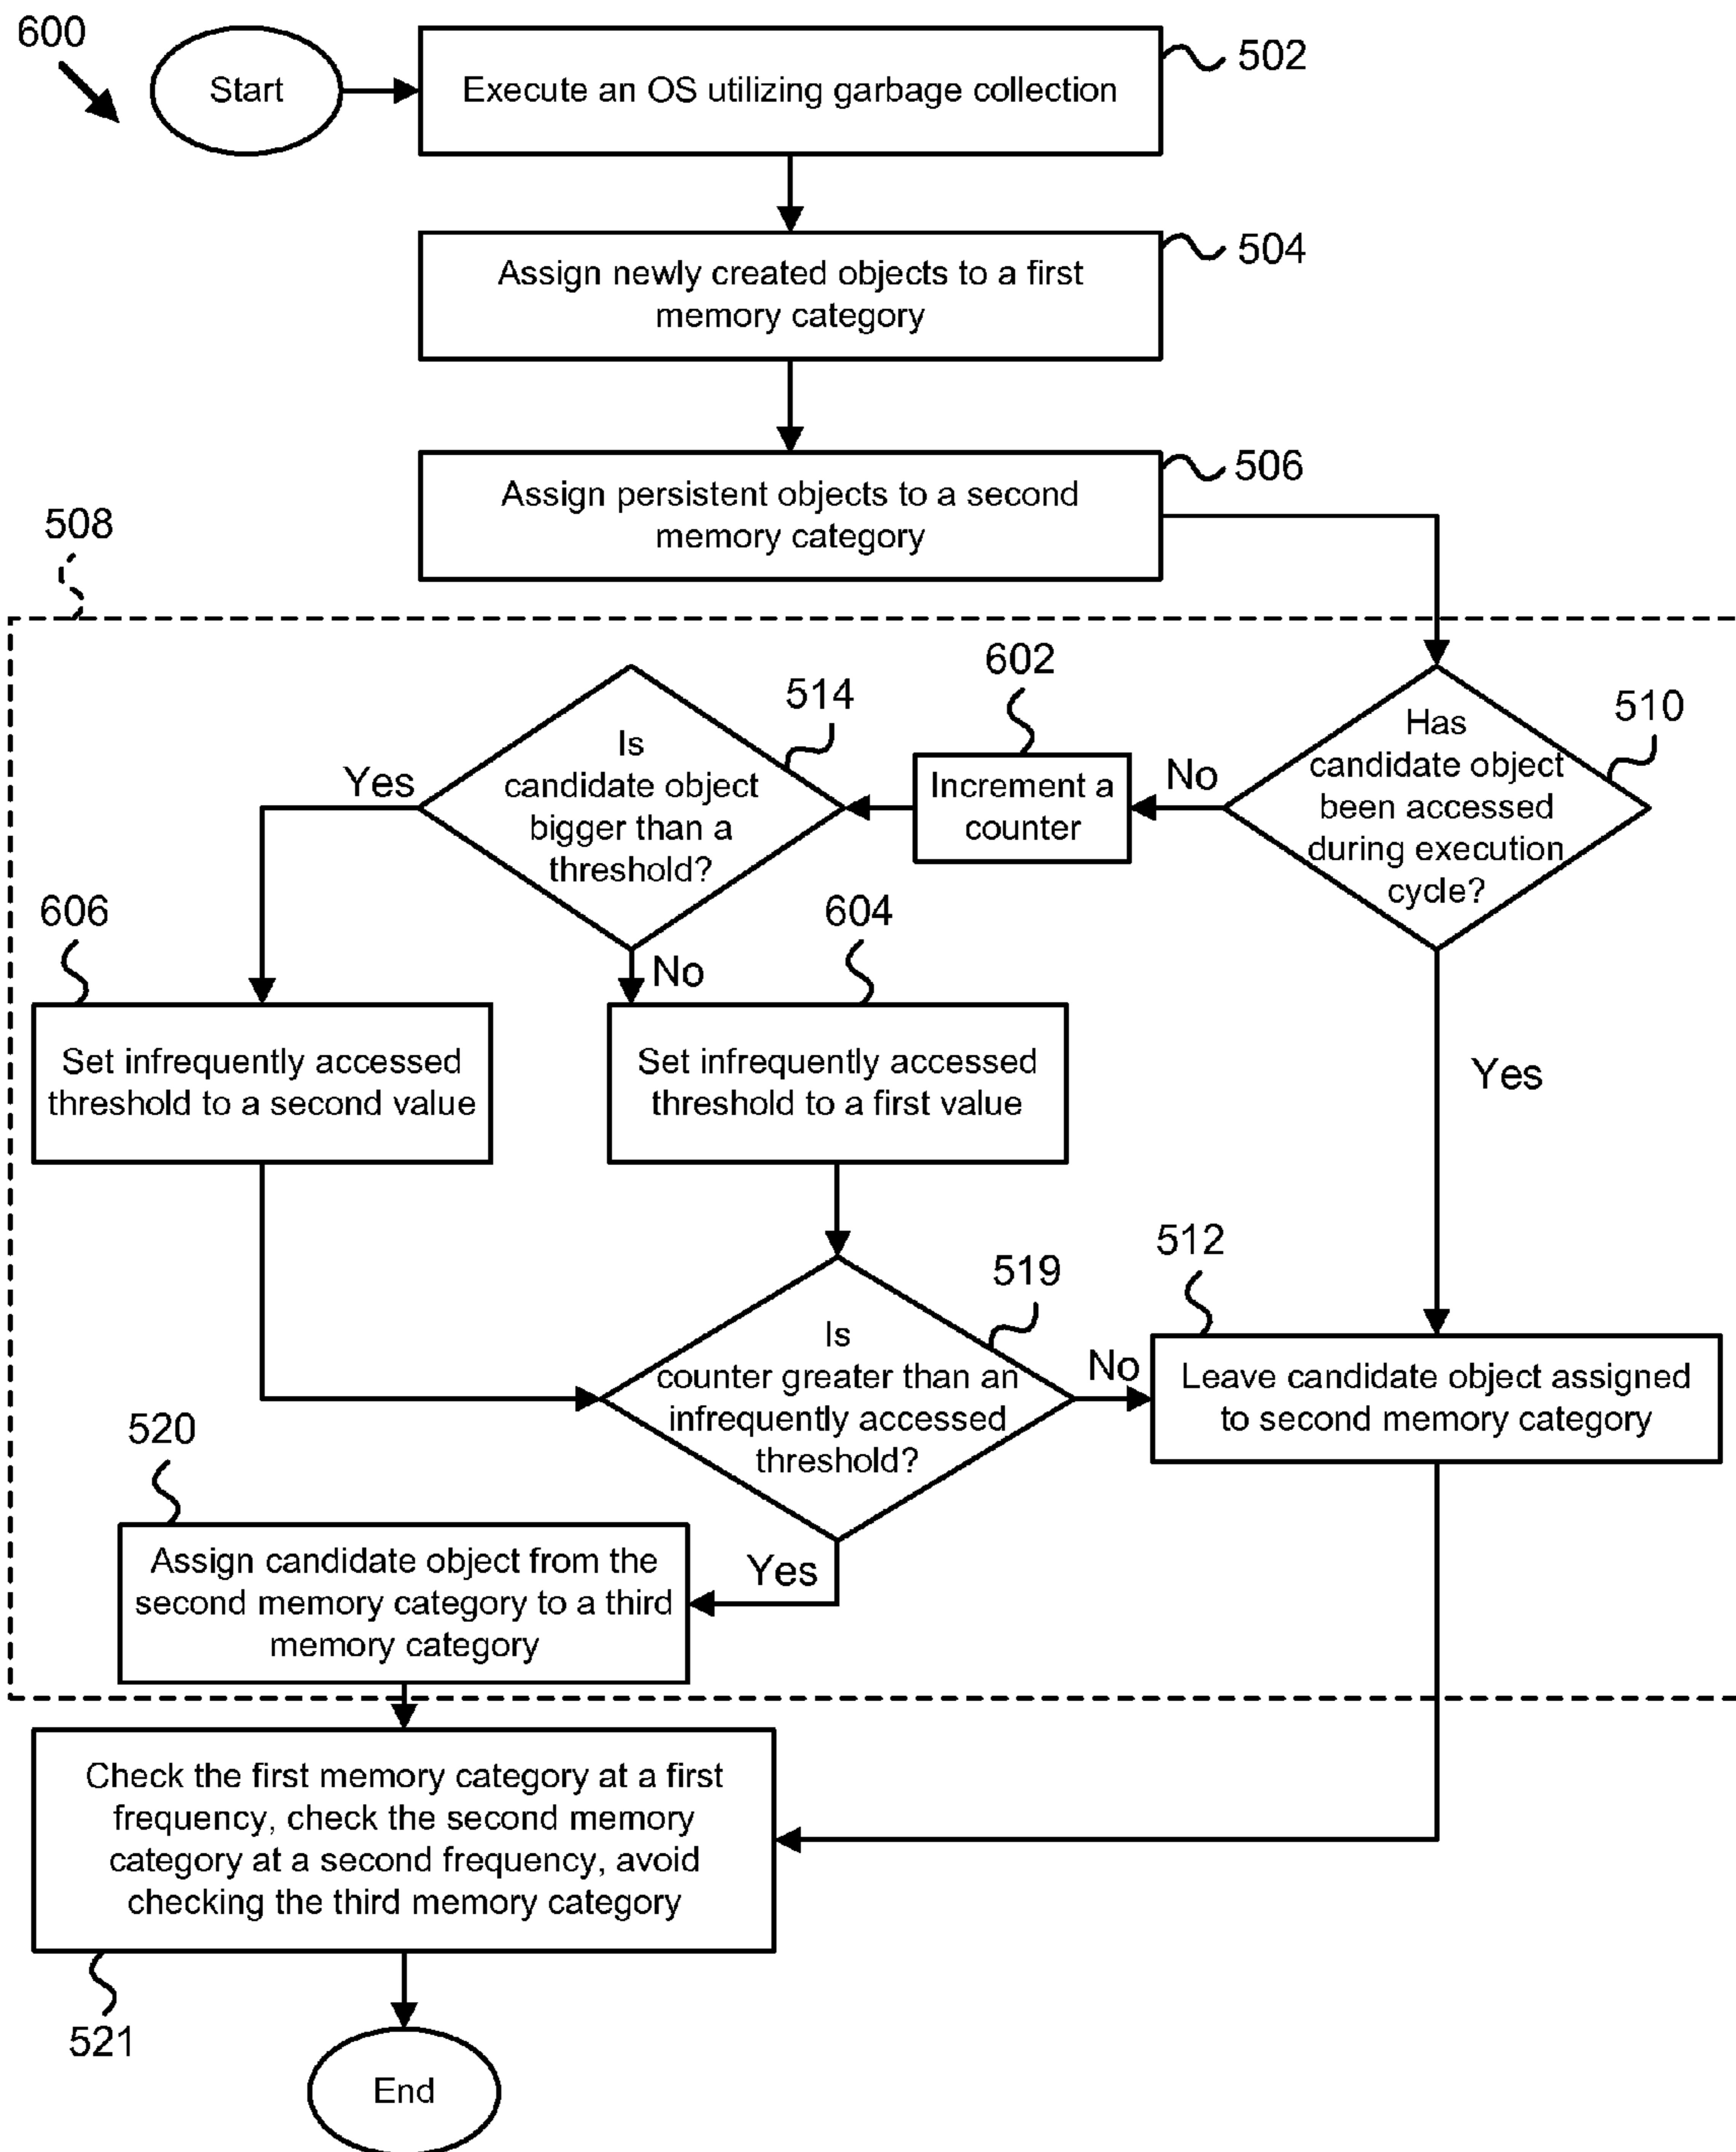 600
Start
Execute an OS utilizing garbage collection
502
Assign newly created objects to a first
memory category
504
Assign persistent objects to a second
memory category
506
508
Has
candidate object
been accessed
during execution
cycle?
510
No
Yes
602
Increment a
counter
Is
candidate object
bigger than a
threshold?
514
Yes
No
606
Set infrequently accessed
threshold to a second value
604
Set infrequently accessed
threshold to a first value
Is
counter greater than an
infrequently accessed
threshold?
519
No
Yes
512
Leave candidate object assigned
to second memory category
520
Assign candidate object from the
second memory category to a third
memory category
Check the first memory category at a first
frequency, check the second memory
category at a second frequency, avoid
checking the third memory category
521
End